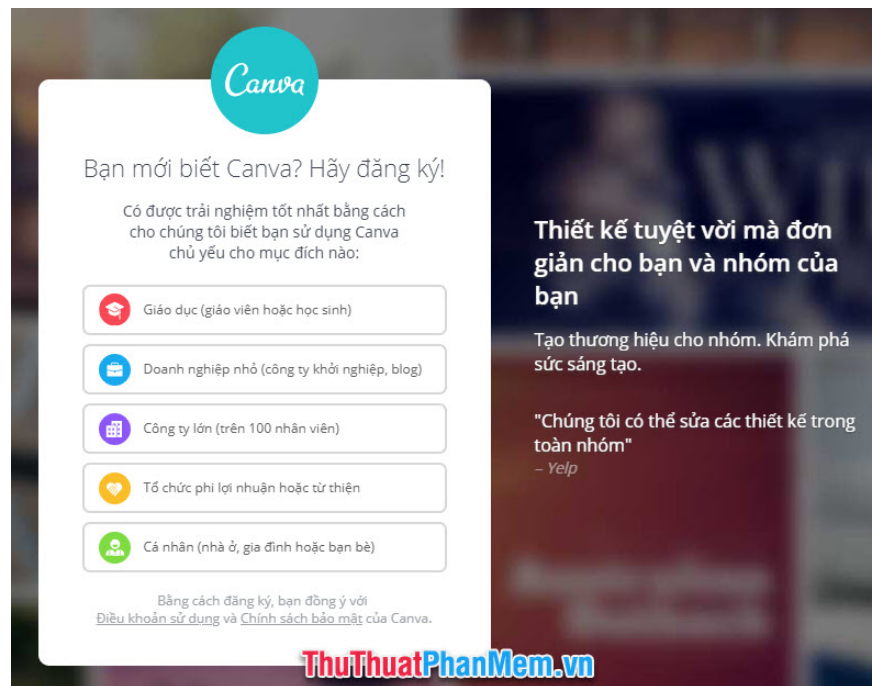 Canva
Bạn mới biết Canva? Hãy đăng ký!
Có được trải nghiệm tốt nhất bằng cách
cho chúng tôi biết bạn sử dụng Canva
chủ yếu cho mục đích nào:
Giáo dục (giáo viên hoặc học sinh)
Doanh nghiệp nhỏ (công ty khởi nghiệp, blog)
Công ty lớn (trên 100 nhân viên)
Tổ chức phi lợi nhuận hoặc từ thiện
Cá nhân (nhà ở, gia đình hoặc bạn bè)
Bằng cách đăng ký, bạn đồng ý với
Điều khoản sử dụng và Chính sách bảo mật của Canva.
Thiết kế tuyệt vời mà đơn
giản cho bạn và nhóm của
bạn
Tạo thương hiệu cho nhóm. Khám phá
sức sáng tạo.
"Chúng tôi có thể sửa các thiết kế trong
toàn nhóm"
– Yelp
ThuThuatPhanMem.vn